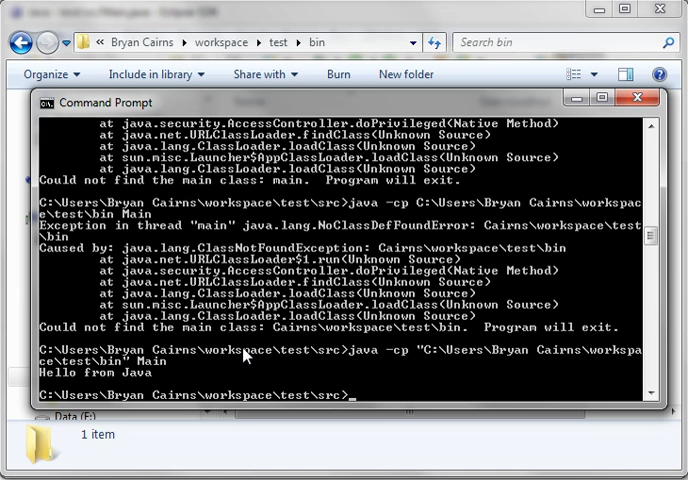 Bryan Cairns
workspace
test
bin
Search bin
Organize
Include in library
Share with
Burn
New folder
Command Prompt
at java.security.AccessController.doPrivileged(Native Method)
at java.net.URLClassLoader.findClass(Unknown Source)
at java.lang.ClassLoader.loadClass(Unknown Source)
at sun.misc.Launcher$AppClassLoader.loadClass(Unknown Source)
at java.lang.ClassLoader.loadClass(Unknown Source)
Could not find the main class: main.  Program will exit.
C:\Users\Bryan Cairns\workspace\test\src>java -cp C:\Users\Bryan Cairns\workspac
e\test\bin Main
Exception in thread "main" java.lang.NoClassDefFoundError: Cairns\workspace\test
\bin
Caused by: java.lang.ClassNotFoundException: Cairns\workspace\test\bin
at java.net.URLClassLoader$1.run(Unknown Source)
at java.security.AccessController.doPrivileged(Native Method)
at java.net.URLClassLoader.findClass(Unknown Source)
at java.lang.ClassLoader.loadClass(Unknown Source)
at sun.misc.Launcher$AppClassLoader.loadClass(Unknown Source)
at java.lang.ClassLoader.loadClass(Unknown Source)
Could not find the main class: Cairns\workspace\test\bin.  Program will exit.
C:\Users\Bryan Cairns\workspace\test\src>java -cp "C:\Users\Bryan Cairns\workspa
ce\test\bin" Main
Hello from Java
C:\Users\Bryan Cairns\workspace\test\src>_
Data (F:)
1 item